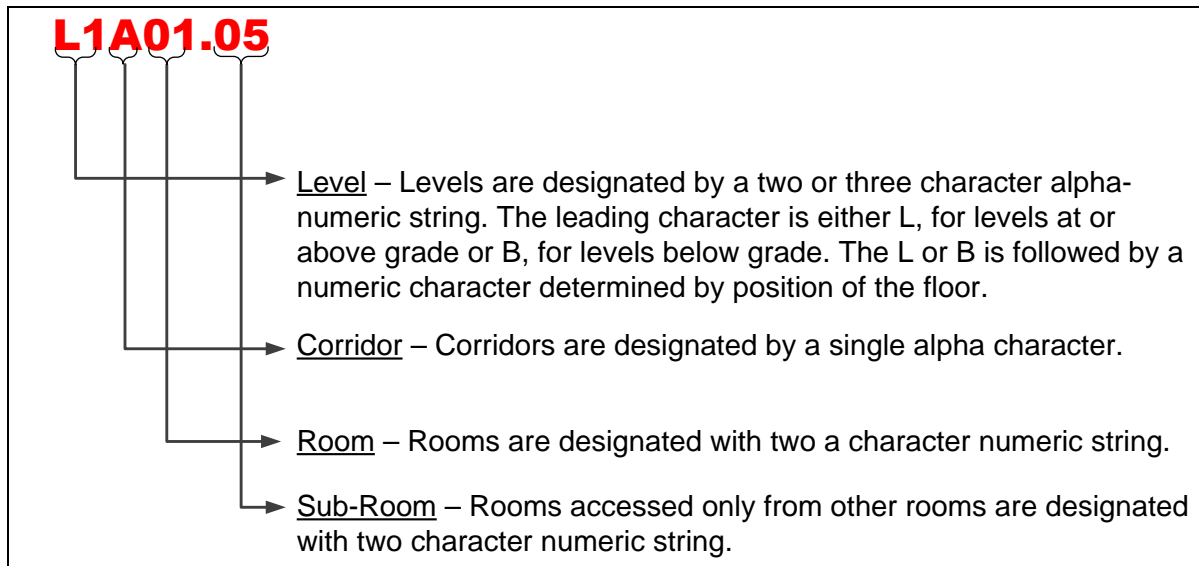 L1A01.05
Level – Levels are designated by a two or three character alpha-
numeric string. The leading character is either L, for levels at or
above grade or B, for levels below grade. The L or B is followed by a
numeric character determined by position of the floor.
Corridor – Corridors are designated by a single alpha character.
Room – Rooms are designated with two a character numeric string.
Sub-Room – Rooms accessed only from other rooms are designated
with two character numeric string.